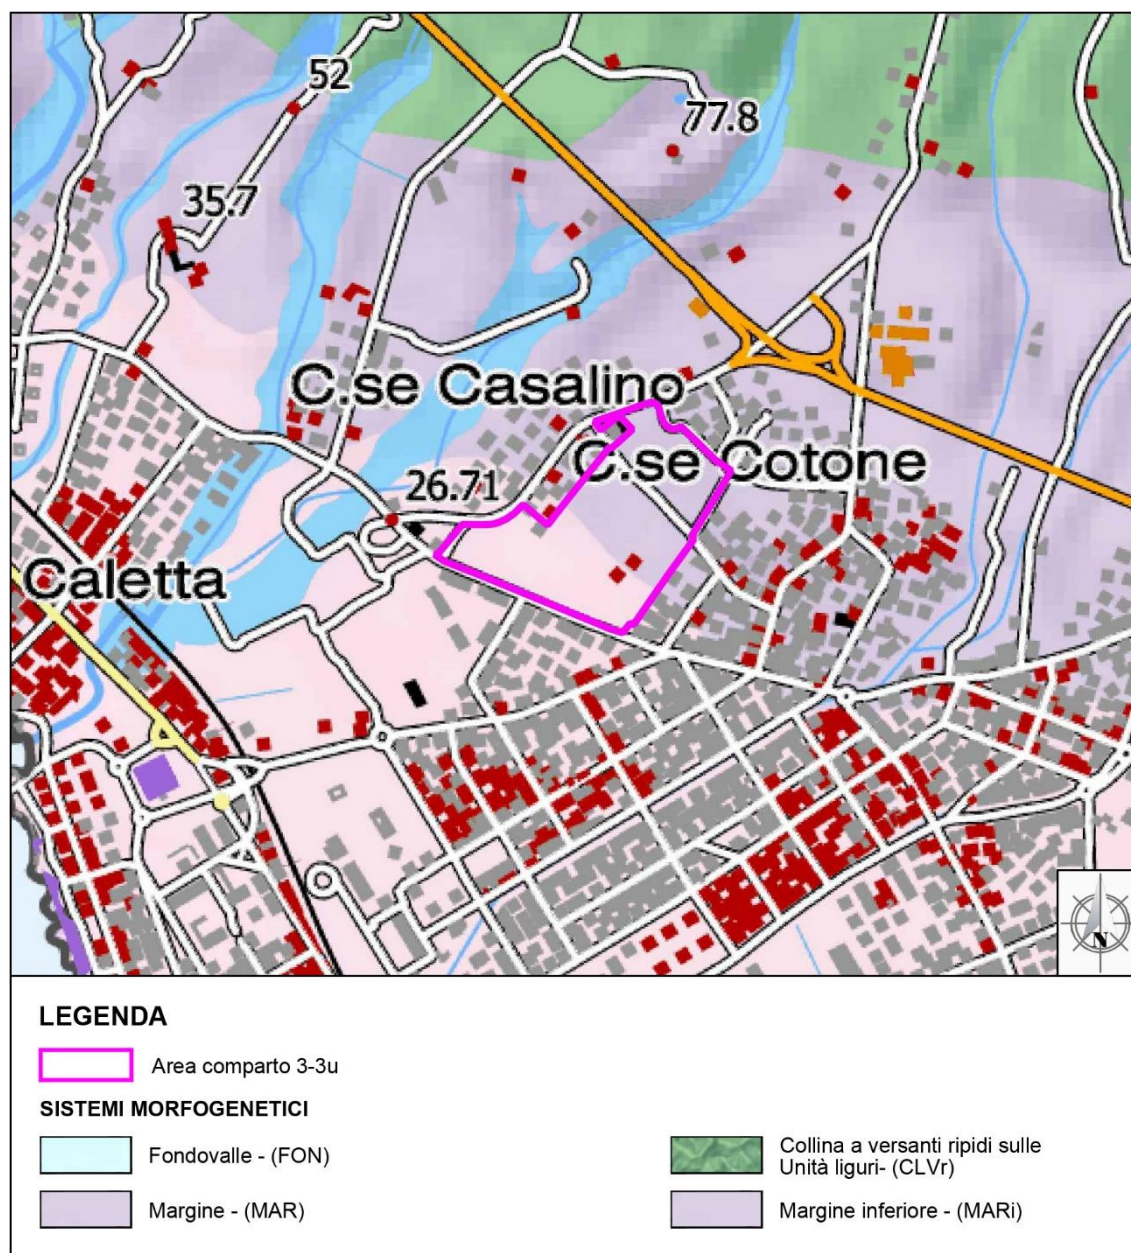 52
77.8
35.7
C.se Casalino
C.se Cotone
26.71
Caletta
N
LEGENDA
Area comparto 3-3u
SISTEMI MORFOGENETICI
Fondovalle - (FON)
Margine - (MAR)
Collina a versanti ripidi sulle
Unità liguri- (CLVr)
Margine inferiore - (MARi)